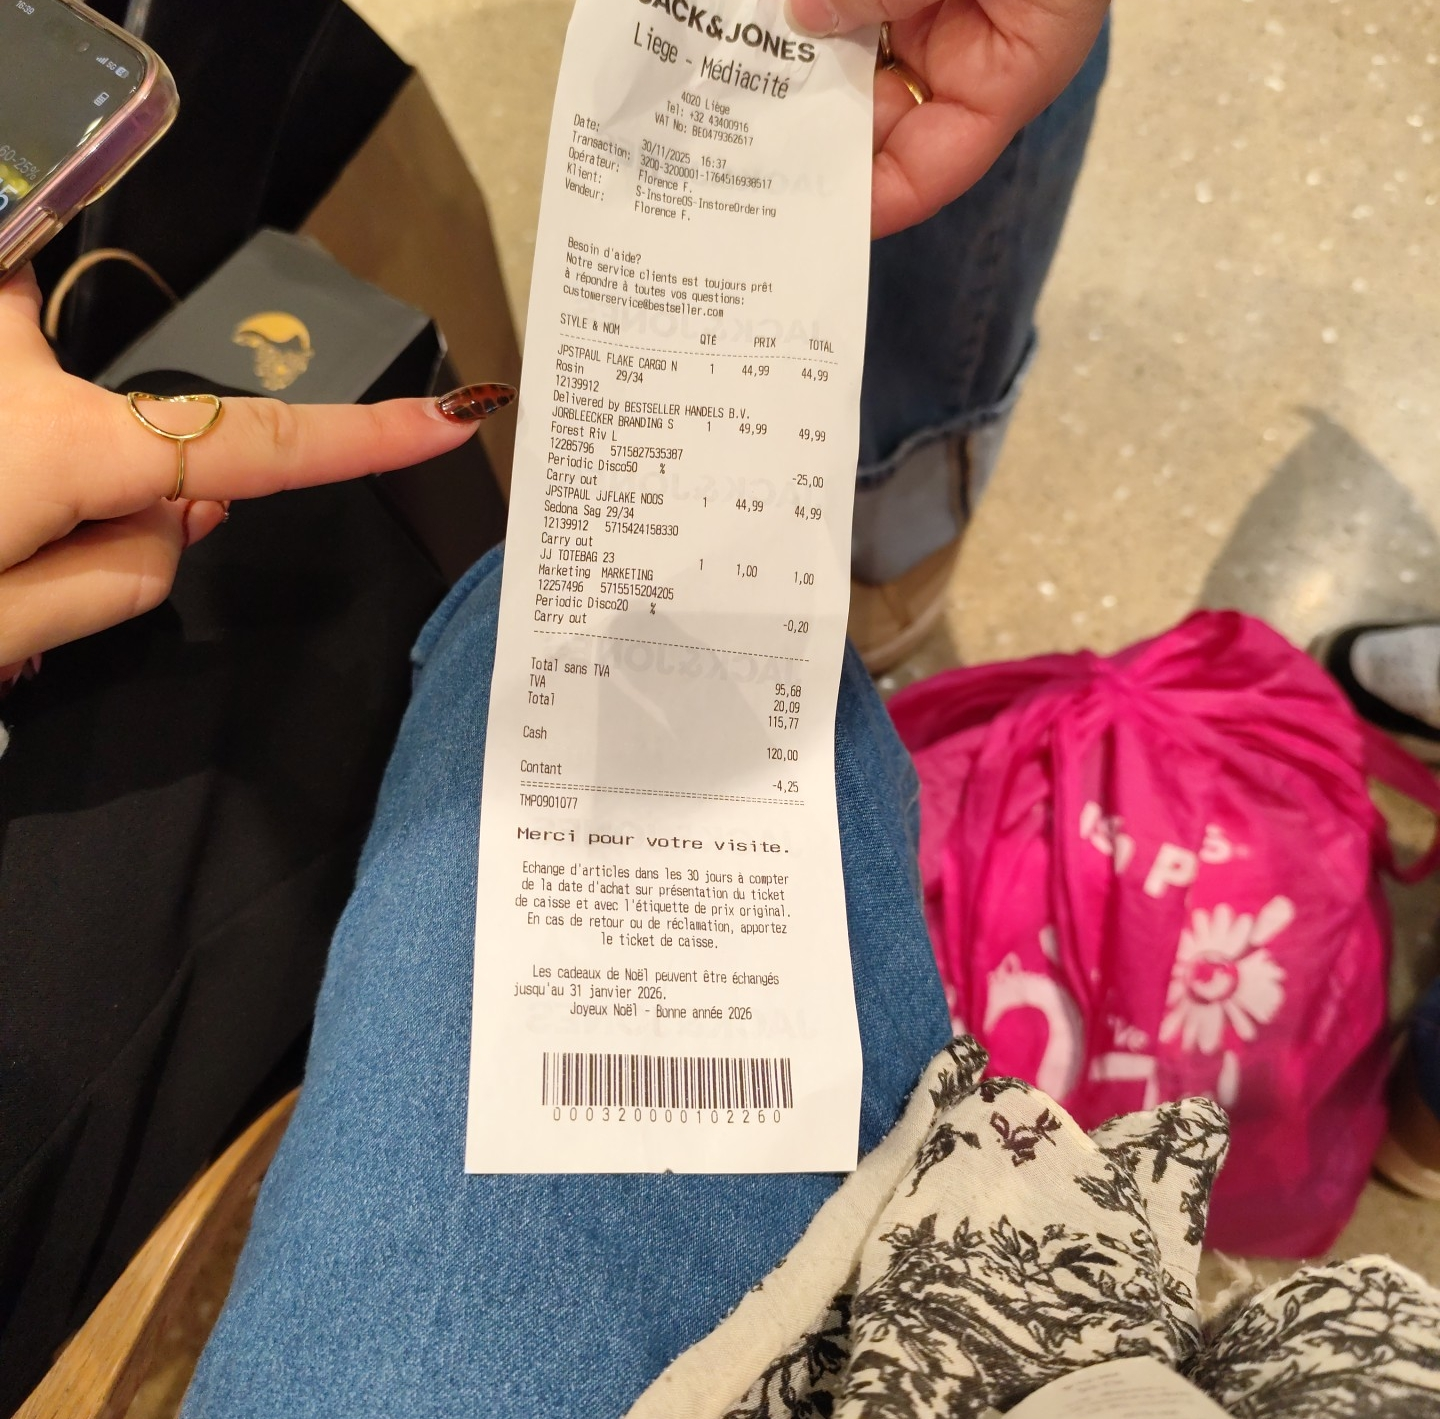 16:39
5G
60-25%
JACK&JONES
Liege - Médiacité
4020 Liège
Tel: +32 43400916
VAT No: BE0479362617
Date: 30/11/2025 16:37
Transaction: 3200-3200001-1764516938517
Opérateur: Florence F.
Klient: S-InstoreOS-InstoreOrdering
Vendeur: Florence F.
Besoin d'aide?
Notre service clients est toujours prêt
à répondre à toutes vos questions:
customerservice@bestseller.com
STYLE & NOM QTÉ PRIX TOTAL
JPSTPAUL FLAKE CARGO N 1 44,99 44,99
Rosin 29/34
12139912
Delivered by BESTSELLER HANDELS B.V.
JORBLEECKER BRANDING S 1 49,99 49,99
Forest Riv L
12285796 5715827535387
Periodic Disco50 % -25,00
Carry out
JPSTPAUL JJFLAKE NOOS 1 44,99 44,99
Sedona Sag 29/34
12139912 5715424158330
Carry out
JJ TOTEBAG 23 1 1,00 1,00
Marketing MARKETING
12257496 5715515204205
Periodic Disco20 % -0,20
Carry out
Total sans TVA 95,68
TVA 20,09
Total 115,77
Cash 120,00
Contant -4,25
TMP0901077
Merci pour votre visite.
Echange d'articles dans les 30 jours à compter
de la date d'achat sur présentation du ticket
de caisse et avec l'étiquette de prix original.
En cas de retour ou de réclamation, apportez
le ticket de caisse.
Les cadeaux de Noël peuvent être échangés
jusqu'au 31 janvier 2026.
Joyeux Noël - Bonne année 2026
00032000010226​0